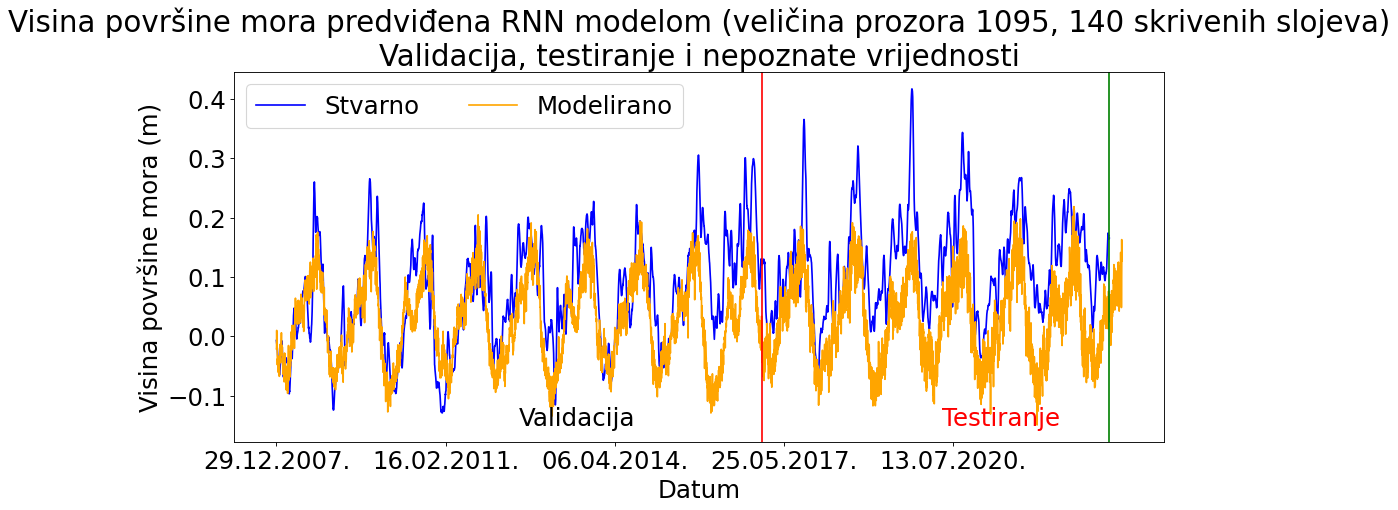 Visina površine mora predviđena RNN modelom (veličina prozora 1095, 140 skrivenih slojeva)
Validacija, testiranje i nepoznate vrijednosti
Stvarno Modelirano
Visina površine mora (m)
0.4
0.3
0.2
0.1
0.0
−0.1
Validacija Testiranje
29.12.2007. 16.02.2011. 06.04.2014. 25.05.2017. 13.07.2020.
Datum